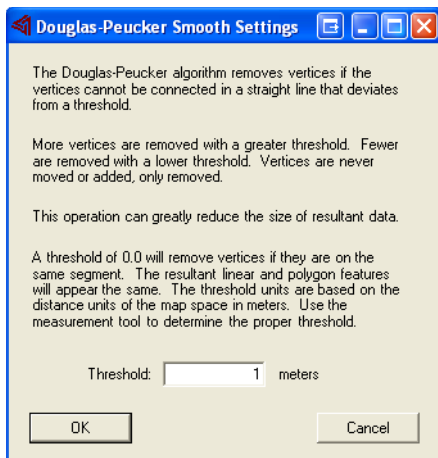 Douglas-Peucker Smooth Settings
The Douglas-Peucker algorithm removes vertices if the
vertices cannot be connected in a straight line that deviates
from a threshold.
More vertices are removed with a greater threshold. Fewer
are removed with a lower threshold. Vertices are never
moved or added, only removed.
This operation can greatly reduce the size of resultant data.
A threshold of 0.0 will remove vertices if they are on the
same segment. The resultant linear and polygon features
will appear the same. The threshold units are based on the
distance units of the map space in meters. Use the
measurement tool to determine the proper threshold.
Threshold: 1 meters
OK Cancel